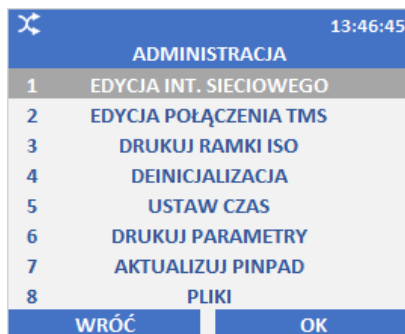 13:46:45
ADMINISTRACJA
1 EDYCJA INT. SIECIOWEGO
2 EDYCJA POŁĄCZENIA TMS
3 DRUKUJ RAMKI ISO
4 DEINICJALIZACJA
5 USTAW CZAS
6 DRUKUJ PARAMETRY
7 AKTUALIZUJ PINPAD
8 PLIKI
WRÓĆ OK